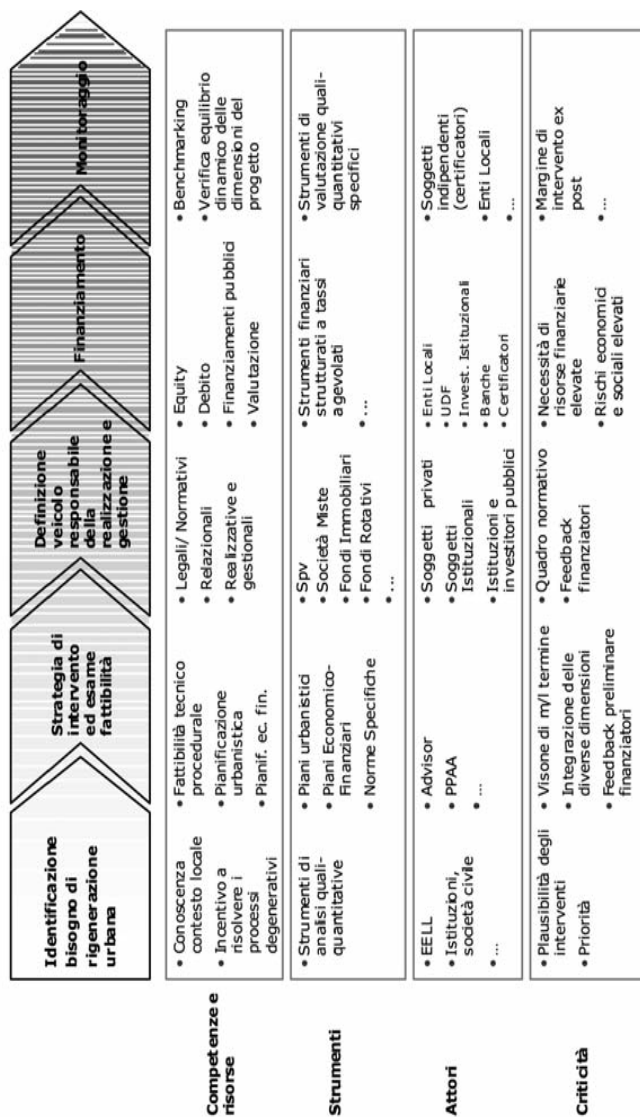 Identificazione
bisogno di
rigenerazione
urbana
Strategia di
intervento
ed esame
fattibilità
Definizione
veicolo
responsabile
della
realizzazione e
gestione
Finanziamento
Monitoraggio
Competenze e
risorse
• Conoscenza
contesto locale
• Incentivo a
risolvere i
processi
degenerativi
• Fattibilità tecnico
procedurale
• Pianificazione
urbanistica
• Pianif. ec. fin.
• Legali/ Normativi
• Relazionali
• Realizzative e
gestionali
• Equity
• Debito
• Finanziamenti pubblici
• Valutazione
• Benchmarking
• Verifica equilibrio
dinamico delle
dimensioni del
progetto
Strumenti
• Strumenti di
analisi quali-
quantitative
• Piani urbanistici
• Piani Economico-
Finanziari
• Norme Specifiche
• Spv
• Società Miste
• Fondi Immobiliari
• Fondi Rotativi
• ...
• Strumenti finanziari
strutturati a tassi
agevolati
• ...
• Strumenti di
valutazione quali-
quantitativi
specifici
Attori
• EELL
• Istituzioni,
società civile
• ...
• Advisor
• PPAA
• ...
• Soggetti privati
• Soggetti
Istituzionali
• Istituzioni e
investitori pubblici
• Enti Locali
• UDF
• Invest. Istituzionali
• Banche
• Certificatori
• Soggetti
indipendenti
(certificatori)
• Enti Locali
• ...
Criticità
• Plausibilità degli
interventi
• Priorità
• Visone di m/l termine
• Integrazione delle
diverse dimensioni
• Feedback preliminare
finanziatori
• Quadro normativo
• Feedback
finanziatori
• Necessità di
risorse finanziarie
elevate
• Rischi economici
e sociali elevati
• Margine di
intervento ex
post
• ...